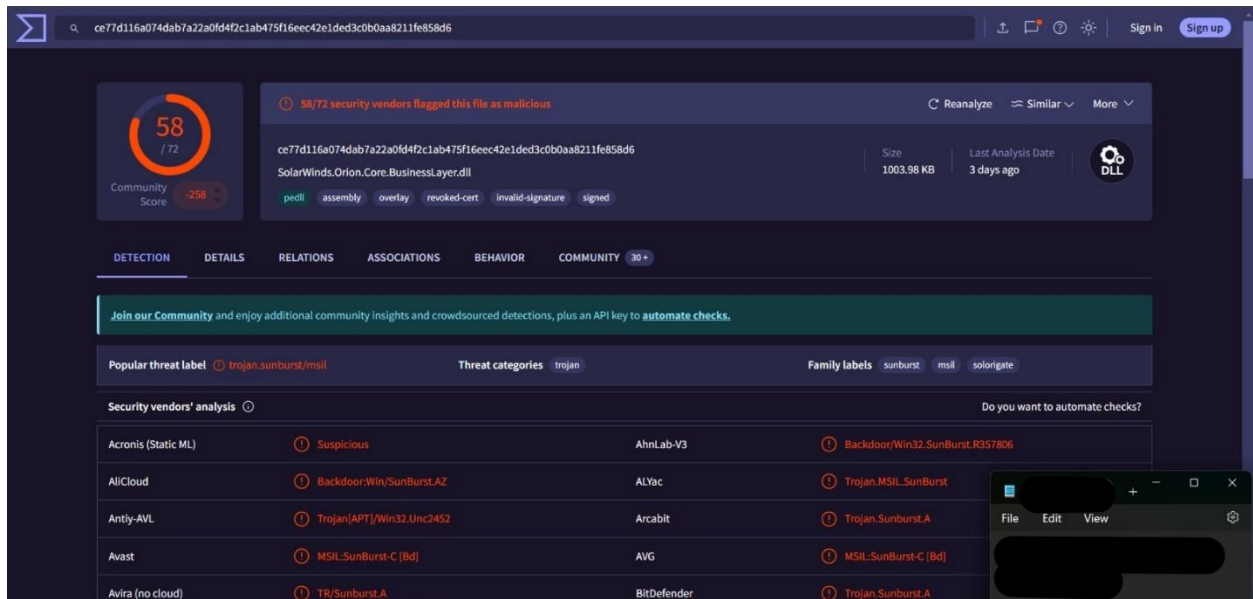 ce77d116a074dab7a22a0fd4f2c1ab475f16eec42e1ded3c0b0aa8211fe858d6
Sign in
Sign up
58
/ 72
Community
Score
-258
58/72 security vendors flagged this file as malicious
Reanalyze
Similar
More
ce77d116a074dab7a22a0fd4f2c1ab475f16eec42e1ded3c0b0aa8211fe858d6
SolarWinds.Orion.Core.BusinessLayer.dll
pedll assembly overlay revoked-cert invalid-signature signed
Size
1003.98 KB
Last Analysis Date
3 days ago
DLL
DETECTION DETAILS RELATIONS ASSOCIATIONS BEHAVIOR COMMUNITY 30+
Join our Community and enjoy additional community insights and crowdsourced detections, plus an API key to automate checks.
Popular threat label trojan.sunburst/msil Threat categories trojan Family labels sunburst msil solorigate
Security vendors' analysis Do you want to automate checks?
Acronis (Static ML) Suspicious AhnLab-V3 Backdoor/Win32.SunBurst.R357806
AliCloud Backdoor:Win/SunBurst.AZ ALYac Trojan.MSIL.SunBurst
Antiy-AVL Trojan[APT]/Win32.Unc2452 Arcabit Trojan.Sunburst.A
Avast MSIL:SunBurst-C [Bd] AVG MSIL:SunBurst-C [Bd]
Avira (no cloud) TR/Sunburst.A BitDefender Trojan.Sunburst.A
File Edit View